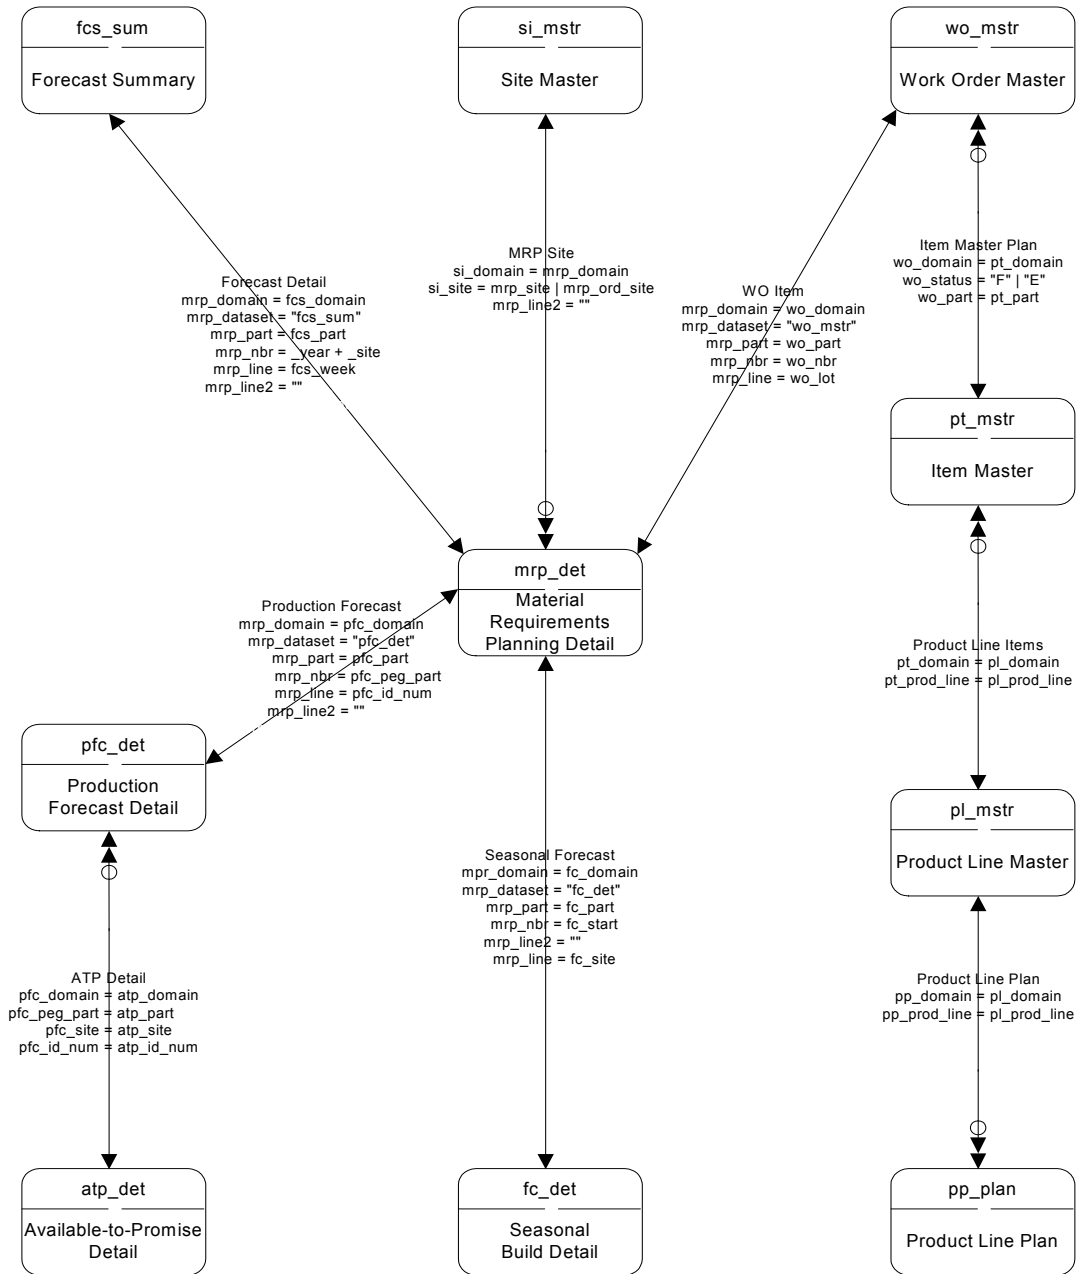 fcs_sum
Forecast Summary
si_mstr
Site Master
wo_mstr
Work Order Master
Forecast Detail
mrp_domain = fcs_domain
mrp_dataset = "fcs_sum"
mrp_part = fcs_part
mrp_nbr = _year + _site
mrp_line = fcs_week
mrp_line2 = ""
MRP Site
si_domain = mrp_domain
si_site = mrp_site | mrp_ord_site
mrp_line2 = ""
WO Item
mrp_domain = wo_domain
mrp_dataset = "wo_mstr"
mrp_part = wo_part
mrp_nbr = wo_nbr
mrp_line = wo_lot
Item Master Plan
wo_domain = pt_domain
wo_status = "F" | "E"
wo_part = pt_part
pt_mstr
Item Master
mrp_det
Material
Requirements
Planning Detail
Production Forecast
mrp_domain = pfc_domain
mrp_dataset = "pfc_det"
mrp_part = pfc_part
mrp_nbr = pfc_peg_part
mrp_line = pfc_id_num
mrp_line2 = ""
Product Line Items
pt_domain = pl_domain
pt_prod_line = pl_prod_line
pfc_det
Production
Forecast Detail
pl_mstr
Product Line Master
Seasonal Forecast
mpr_domain = fc_domain
mrp_dataset = "fc_det"
mrp_part = fc_part
mrp_nbr = fc_start
mrp_line2 = ""
mrp_line = fc_site
ATP Detail
pfc_domain = atp_domain
pfc_peg_part = atp_part
pfc_site = atp_site
pfc_id_num = atp_id_num
Product Line Plan
pp_domain = pl_domain
pp_prod_line = pl_prod_line
atp_det
Available-to-Promise
Detail
fc_det
Seasonal
Build Detail
pp_plan
Product Line Plan